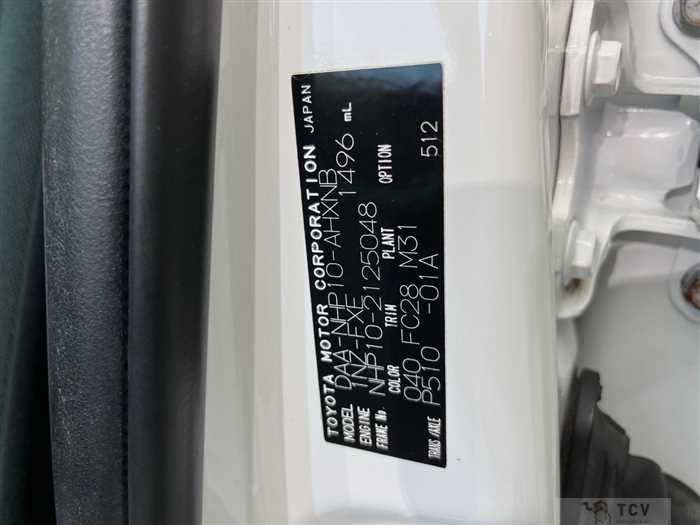 TOYOTA MOTOR CORPORATION JAPAN
MODEL DAA-NHP10-AHXNB
ENGINE 1NZ-FXE 1496 mL
FRAME No. NHP10-2125048
COLOR TRIM PLANT OPTION
040 FC28 M31 512
TRANS/AXLE P510 -01A
TCV